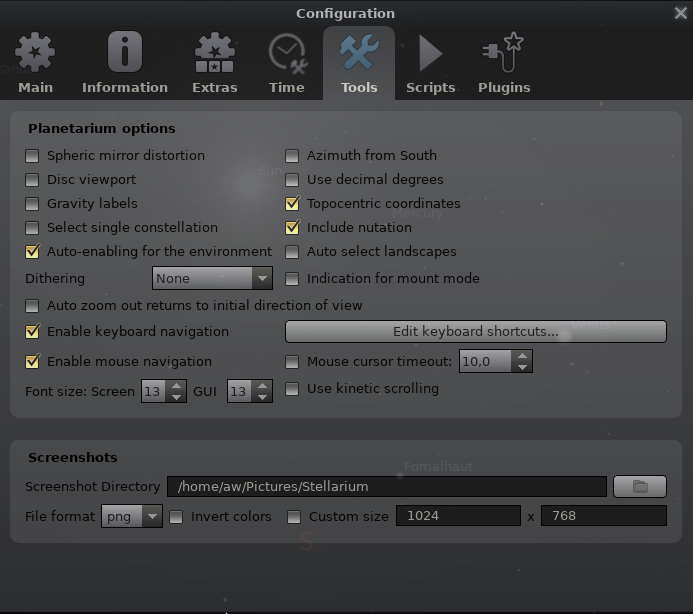 Configuration
Main Information Extras Time Tools Scripts Plugins
Planetarium options
Spheric mirror distortion Azimuth from South
Disc viewport Use decimal degrees
Sun
Gravity labels Topocentric coordinates
Mercury
Select single constellation Include nutation
Auto-enabling for the environment Auto select landscapes
Dithering None Indication for mount mode
Auto zoom out returns to initial direction of view
Enable keyboard navigation Edit keyboard shortcuts...
Venus
Enable mouse navigation Mouse cursor timeout: 10,0
Font size: Screen 13 GUI 13 Use kinetic scrolling
Screenshots
Fomalhaut
Screenshot Directory /home/aw/Pictures/Stellarium
File format png Invert colors Custom size 1024 x 768
S